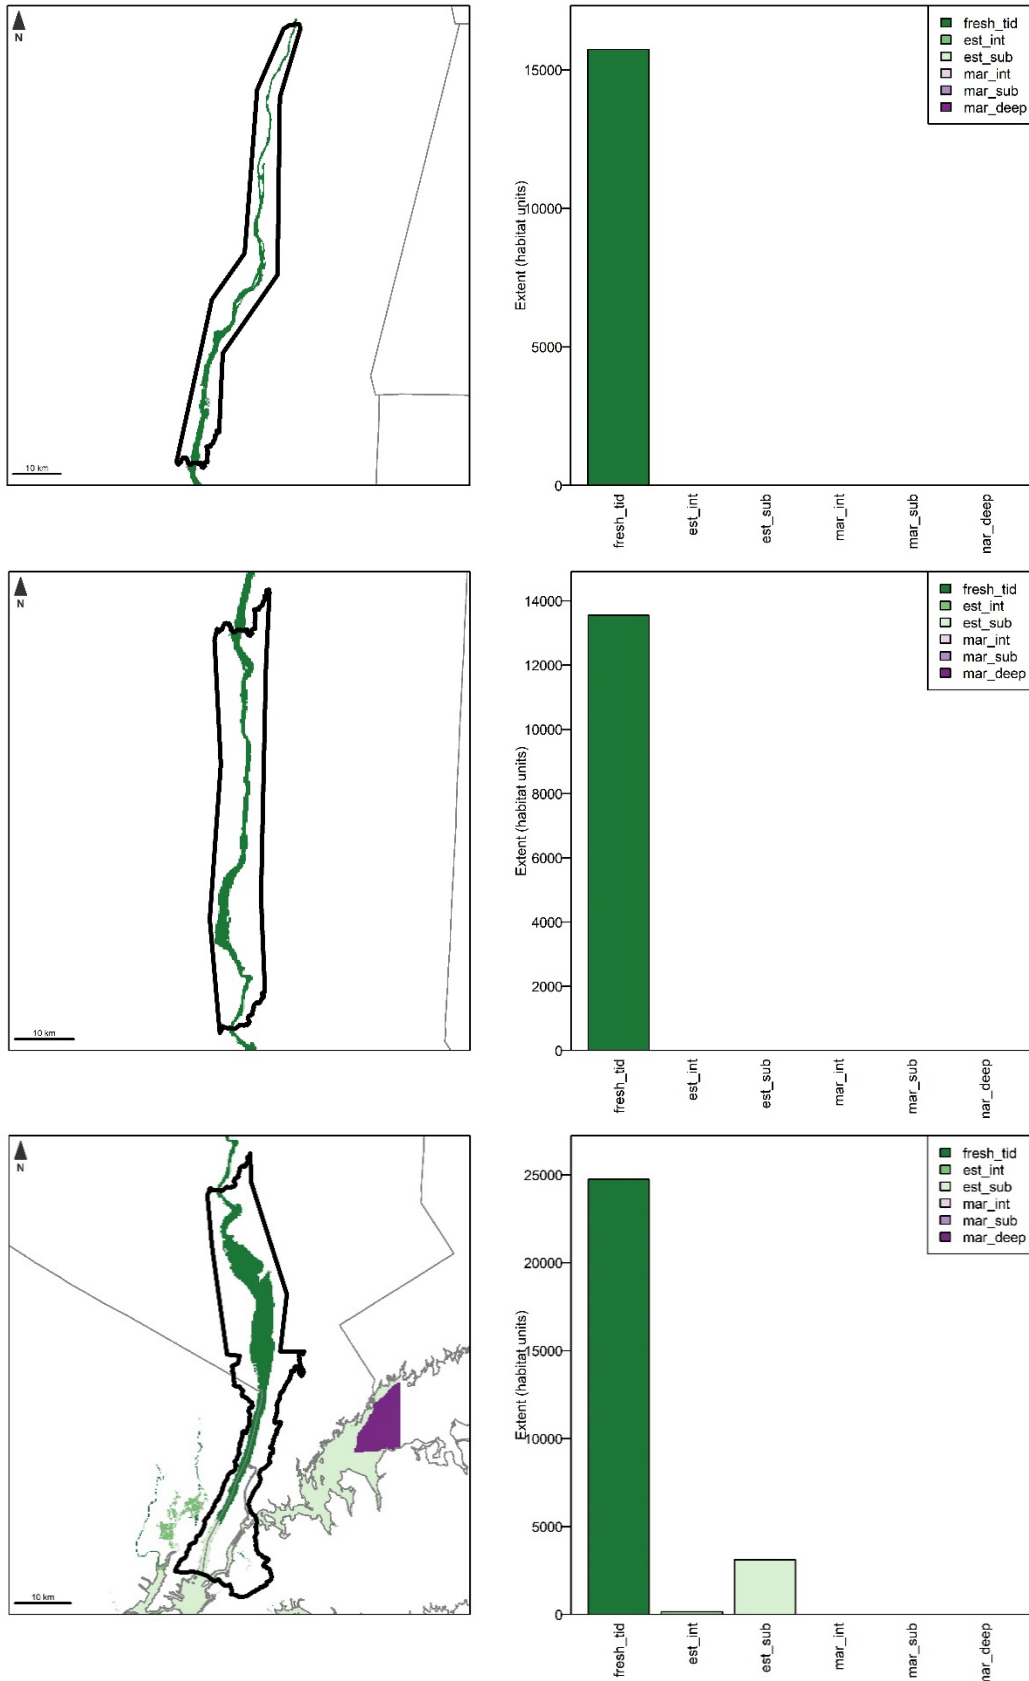 N
10 km
Extent (habitat units)
15000
10000
5000
0
fresh_tid
est_int
est_sub
mar_int
mar_sub
mar_deep
fresh_tid
est_int
est_sub
mar_int
mar_sub
nar_deep
N
10 km
Extent (habitat units)
14000
12000
10000
8000
6000
4000
2000
0
fresh_tid
est_int
est_sub
mar_int
mar_sub
mar_deep
fresh_tid
est_int
est_sub
mar_int
mar_sub
nar_deep
N
10 km
Extent (habitat units)
25000
20000
15000
10000
5000
0
fresh_tid
est_int
est_sub
mar_int
mar_sub
mar_deep
fresh_tid
est_int
est_sub
mar_int
mar_sub
mar_deep